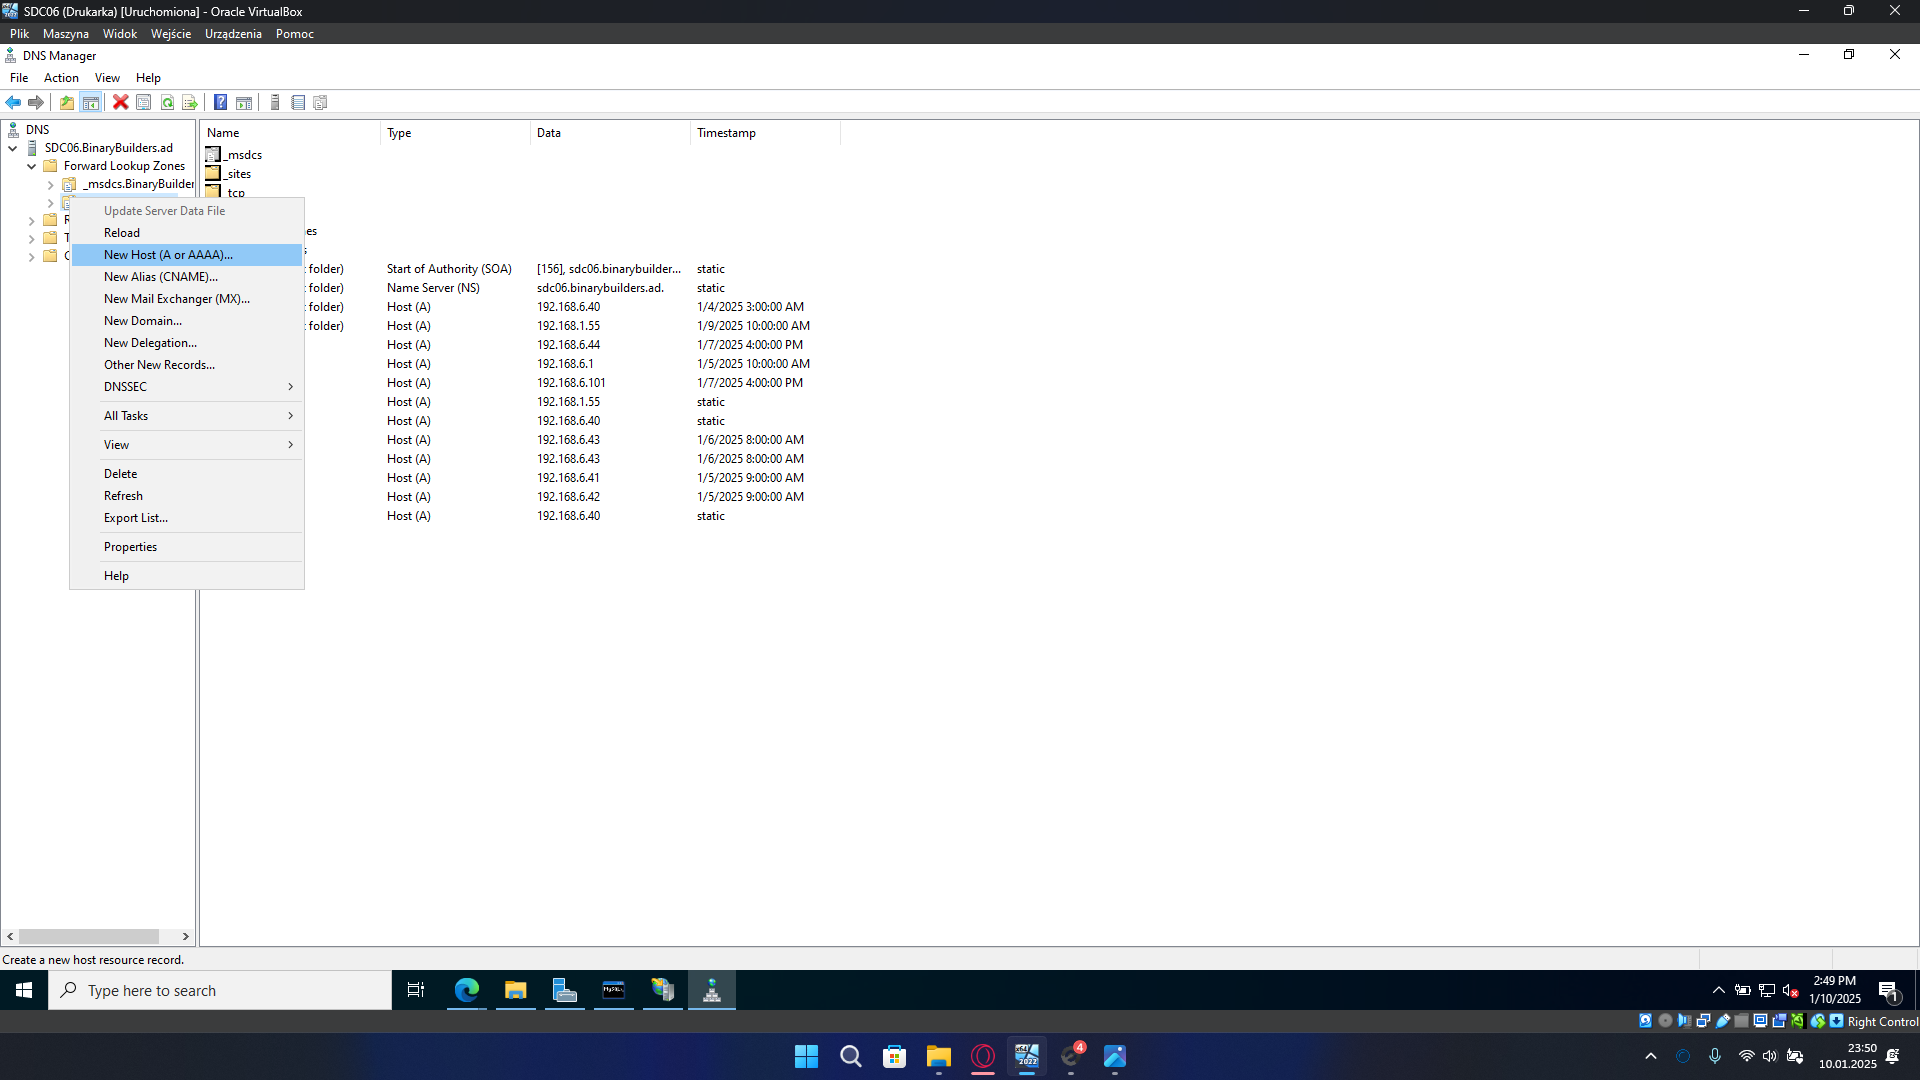 SDC06 (Drukarka) [Uruchomiona] - Oracle VirtualBox
Plik Maszyna Widok Wejście Urządzenia Pomoc
DNS Manager
File Action View Help
DNS
SDC06.BinaryBuilders.ad
Forward Lookup Zones
_msdcs.BinaryBuilder
Name Type Data Timestamp
_msdcs
_sites
_tcp
Update Server Data File
Reload
New Host (A or AAAA)...
New Alias (CNAME)...
New Mail Exchanger (MX)...
New Domain...
New Delegation...
Other New Records...
DNSSEC
All Tasks
View
Delete
Refresh
Export List...
Properties
Help
folder) Start of Authority (SOA) [156], sdc06.binarybuilder... static
folder) Name Server (NS) sdc06.binarybuilders.ad. static
folder) Host (A) 192.168.6.40 1/4/2025 3:00:00 AM
folder) Host (A) 192.168.1.55 1/9/2025 10:00:00 AM
Host (A) 192.168.6.44 1/7/2025 4:00:00 PM
Host (A) 192.168.6.1 1/5/2025 10:00:00 AM
Host (A) 192.168.6.101 1/7/2025 4:00:00 PM
Host (A) 192.168.1.55 static
Host (A) 192.168.6.40 static
Host (A) 192.168.6.43 1/6/2025 8:00:00 AM
Host (A) 192.168.6.43 1/6/2025 8:00:00 AM
Host (A) 192.168.6.41 1/5/2025 9:00:00 AM
Host (A) 192.168.6.42 1/5/2025 9:00:00 AM
Host (A) 192.168.6.40 static
Create a new host resource record.
Type here to search
2:49 PM
1/10/2025
1
Right Control
4
23:50
10.01.2025